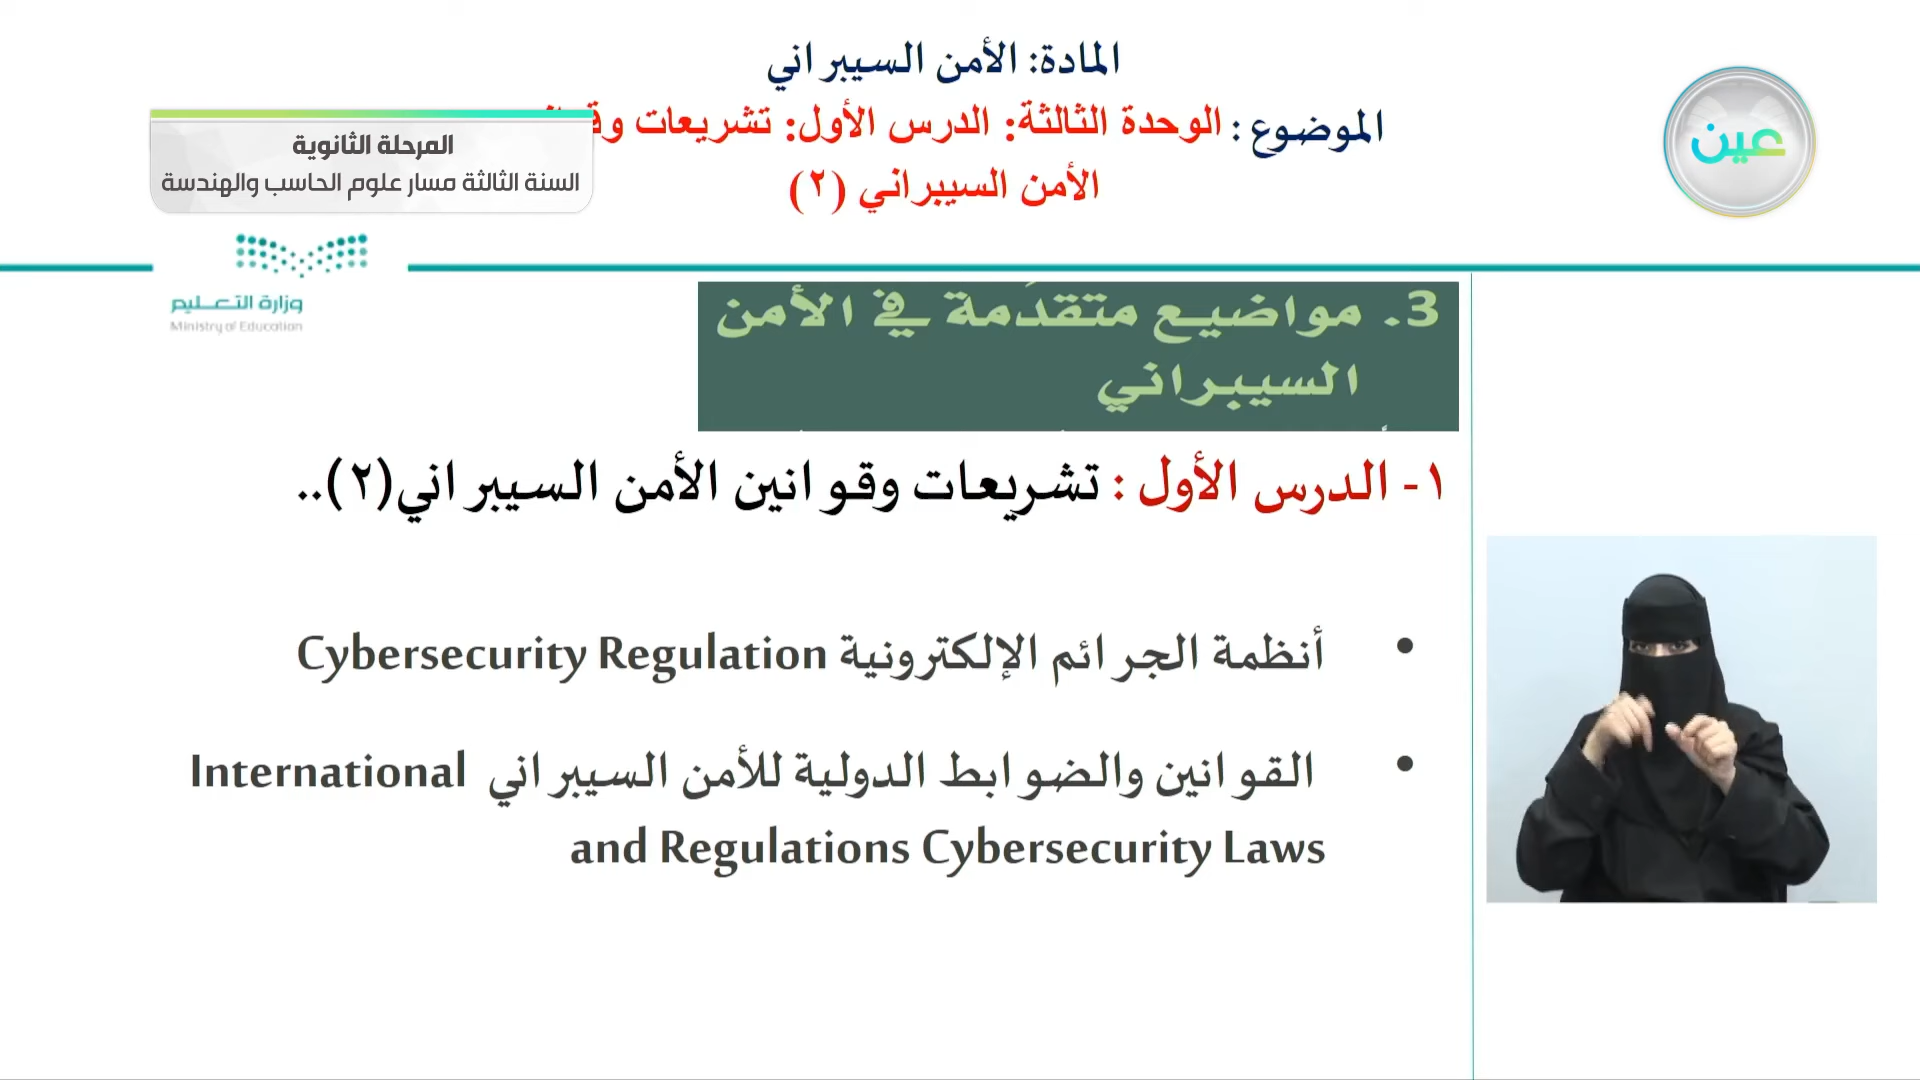 المادة: الأمن السيبراني
الموضوع: الوحدة الثالثة: الدرس الأول: تشريعات
الأمن السيبراني (٢)
المرحلة الثانوية
السنة الثالثة مسار علوم الحاسب والهندسة
عين
وزارة التعليم
Ministry of Education
3. مواضيع متقدمة في الأمن
السيبراني
١- الدرس الأول : تشريعات وقوانين الأمن السيبراني(٢)..
• أنظمة الجرائم الإلكترونية Cybersecurity Regulation
• القوانين والضوابط الدولية للأمن السيبراني International
and Regulations Cybersecurity Laws